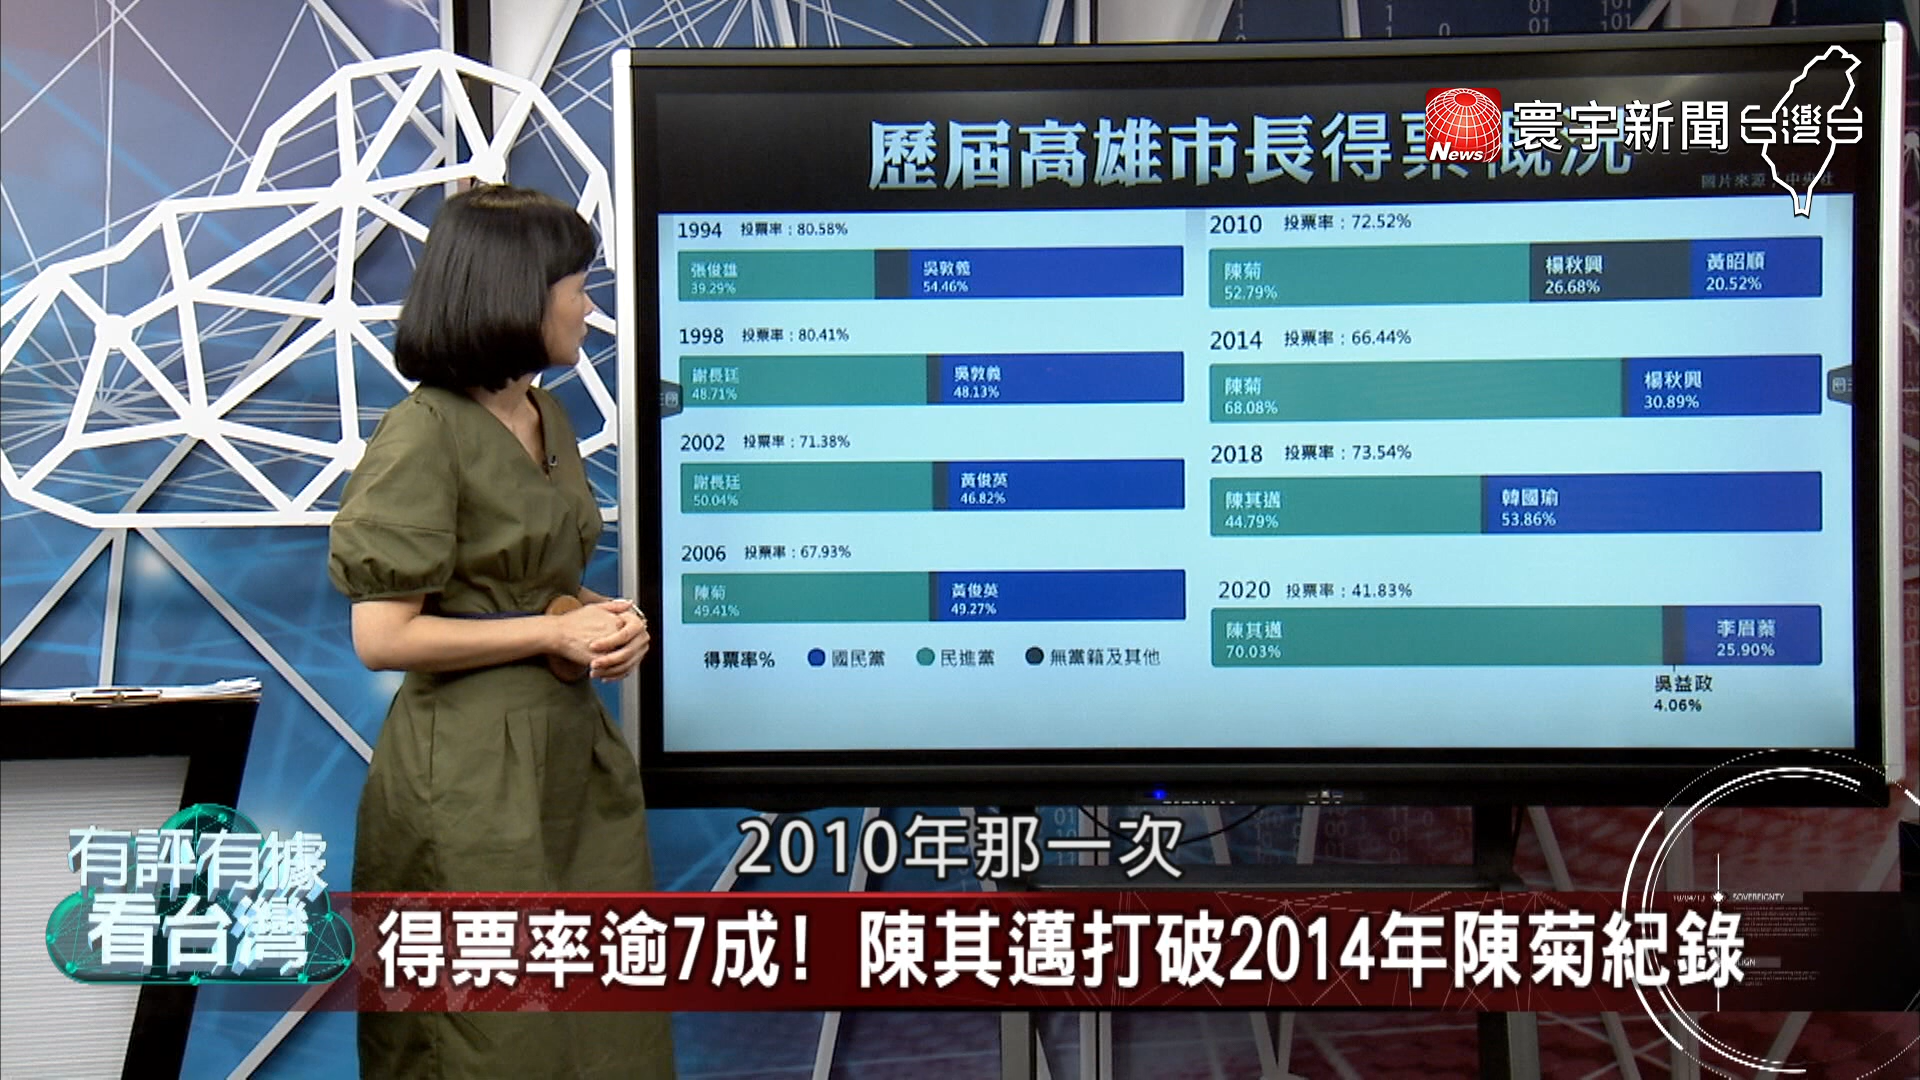 News 寰宇新聞 台灣台
歷屆高雄市長得票概況
圖片來源／中央社
1994 投票率：80.58%
張俊雄 吳敦義
39.29% 54.46%
1998 投票率：80.41%
謝長廷 吳敦義
48.71% 48.13%
2002 投票率：71.38%
謝長廷 黃俊英
50.04% 46.82%
2006 投票率：67.93%
陳菊 黃俊英
49.41% 49.27%
得票率% 國民黨 民進黨 無黨籍及其他
2010 投票率：72.52%
陳菊 楊秋興 黃昭順
52.79% 26.68% 20.52%
2014 投票率：66.44%
陳菊 楊秋興
68.08% 30.89%
2018 投票率：73.54%
陳其邁 韓國瑜
44.79% 53.86%
2020 投票率：41.83%
陳其邁 李眉蓁
70.03% 25.90%
吳益政
4.06%
2010年那一次
有評有據
看台灣
得票率逾7成！ 陳其邁打破2014年陳菊紀錄
SOVEREIGNTY